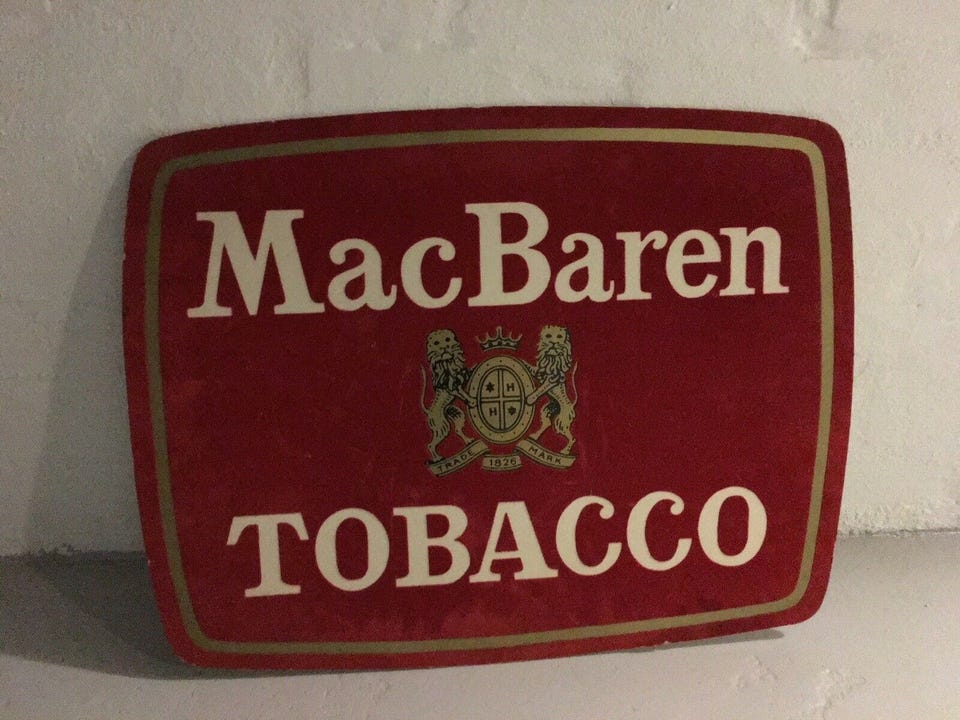 MacBaren
H
H
TRADE 1826 MARK
TOBACCO